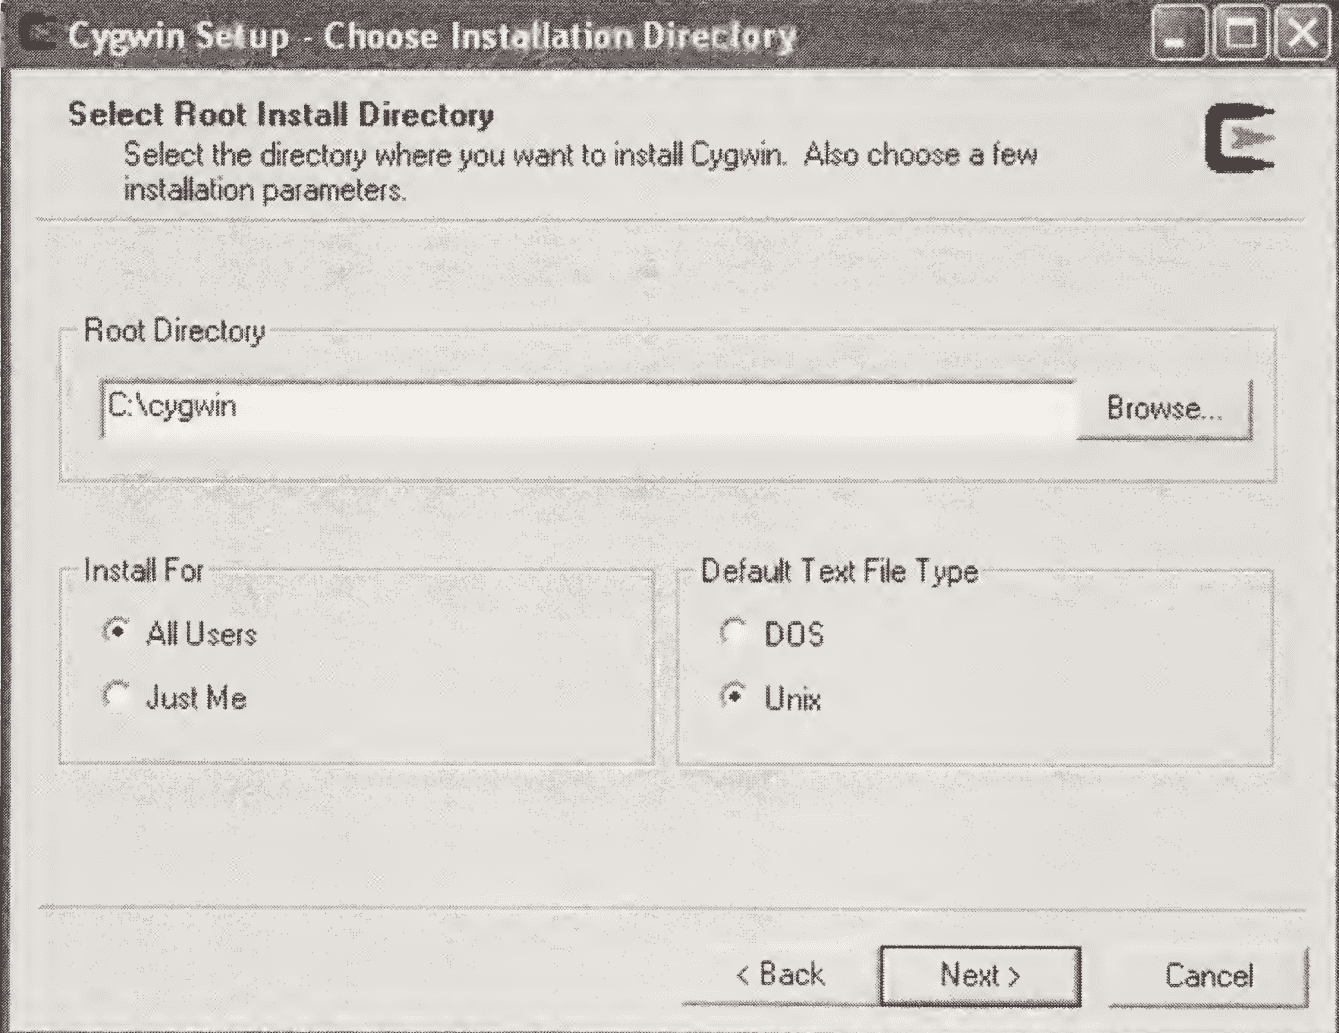 Cygwin Setup - Choose Installation Directory
Select Root Install Directory
Select the directory where you want to install Cygwin. Also choose a few
installation parameters.
Root Directory
C:\cygwin
Browse...
Install For
All Users
Just Me
Default Text File Type
DOS
Unix
< Back
Next >
Cancel